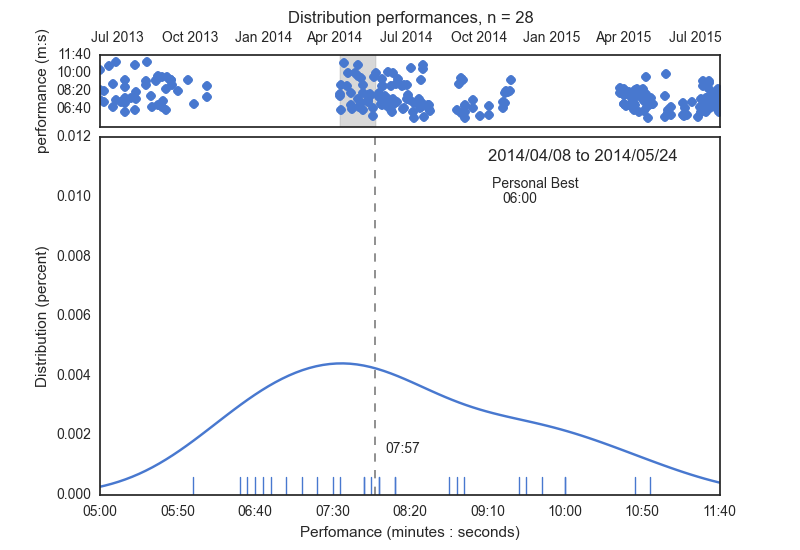 Distribution performances, n = 28
Jul 2013 Oct 2013 Jan 2014 Apr 2014 Jul 2014 Oct 2014 Jan 2015 Apr 2015 Jul 2015
performance (m:s)
11:40
10:00
08:20
06:40
Distribution (percent)
0.012
0.010
0.008
0.006
0.004
0.002
0.000
2014/04/08 to 2014/05/24
Personal Best
06:00
07:57
05:00 05:50 06:40 07:30 08:20 09:10 10:00 10:50 11:40
Perfomance (minutes : seconds)